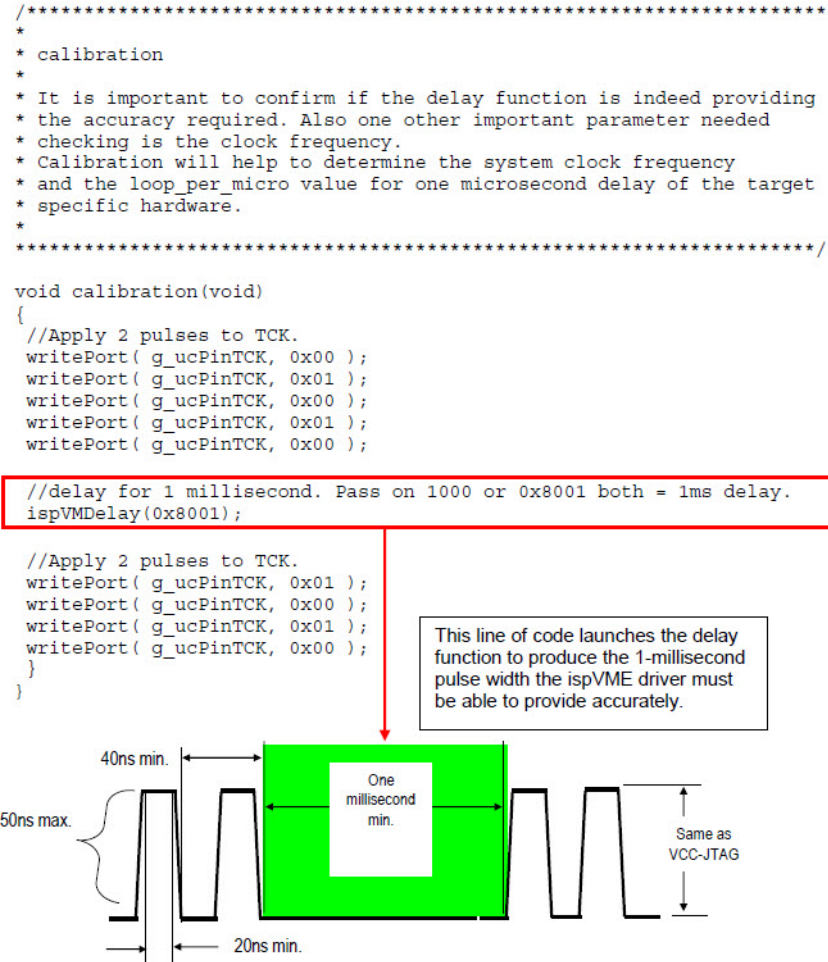 /**********************************************************************
*
* calibration
*
* It is important to confirm if the delay function is indeed providing
* the accuracy required. Also one other important parameter needed
* checking is the clock frequency.
* Calibration will help to determine the system clock frequency
* and the loop_per_micro value for one microsecond delay of the target
* specific hardware.
*
**********************************************************************/
void calibration(void)
{
//Apply 2 pulses to TCK.
writePort( g_ucPinTCK, 0x00 );
writePort( g_ucPinTCK, 0x01 );
writePort( g_ucPinTCK, 0x00 );
writePort( g_ucPinTCK, 0x01 );
writePort( g_ucPinTCK, 0x00 );
//delay for 1 millisecond. Pass on 1000 or 0x8001 both = 1ms delay.
ispVMDelay(0x8001);
//Apply 2 pulses to TCK.
writePort( g_ucPinTCK, 0x01 );
writePort( g_ucPinTCK, 0x00 );
writePort( g_ucPinTCK, 0x01 );
writePort( g_ucPinTCK, 0x00 );
}
}
This line of code launches the delay
function to produce the 1-millisecond
pulse width the ispVME driver must
be able to provide accurately.
40ns min.
One
millisecond
min.
50ns max.
Same as
VCC-JTAG
20ns min.